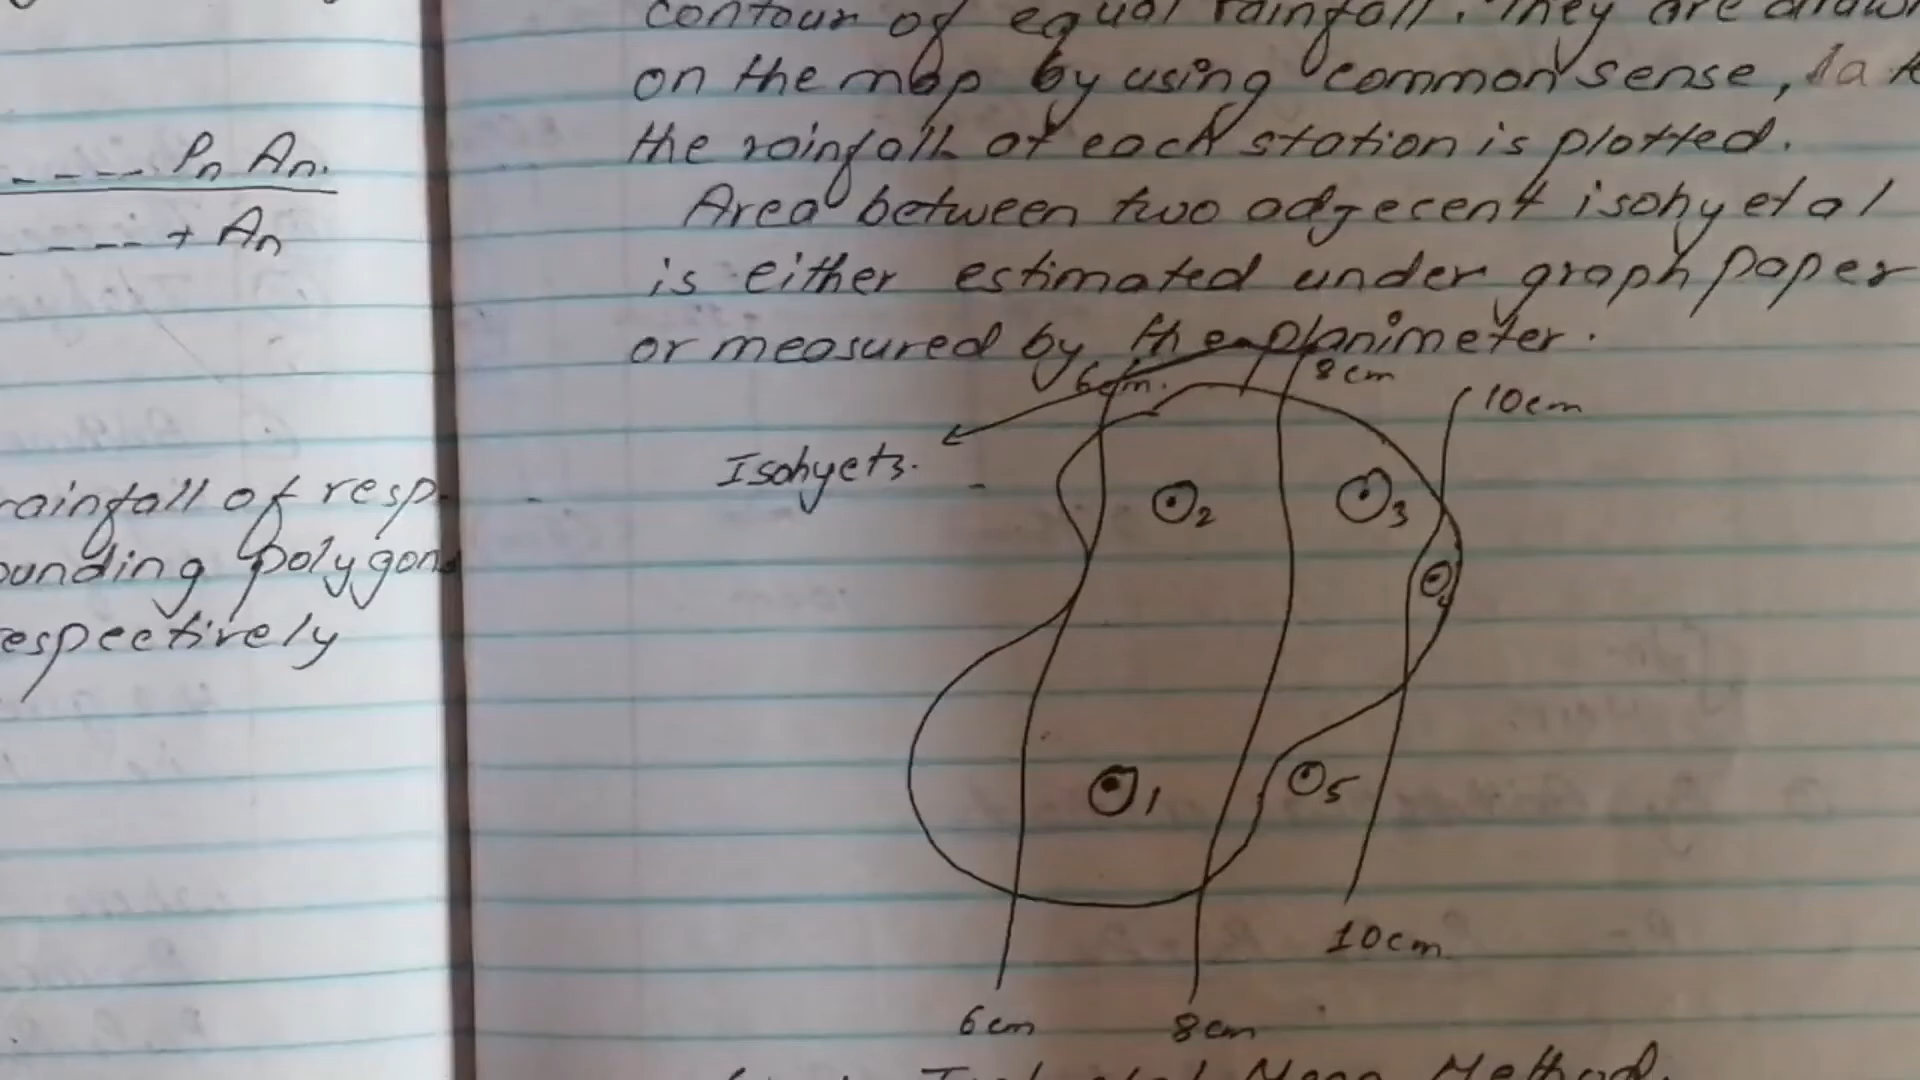 ---- Pn An.
--- + An
rainfall of resp.
ounding polygon
espectively
contour of equal rainfall. They are drawn
on the map by using common sense,
the rainfall of each station is plotted.
Area between two adjecent isohyetal
is either estimated under graph paper
or measured by the planimeter.
6cm.
8cm
10cm
Isohyets.
2
3
4
1
5
10cm
6cm
8cm
Mean Method.